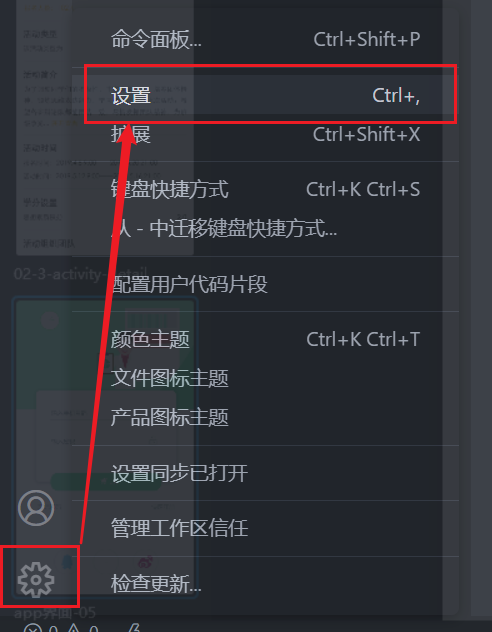 命令面板... Ctrl+Shift+P
设置 Ctrl+,
扩展 Ctrl+Shift+X
键盘快捷方式 Ctrl+K Ctrl+S
从 - 中迁移键盘快捷方式...
02-3-activity-detail
配置用户代码片段
颜色主题 Ctrl+K Ctrl+T
文件图标主题
产品图标主题
设置同步已打开
管理工作区信任
检查更新...
app界面-05
0 0